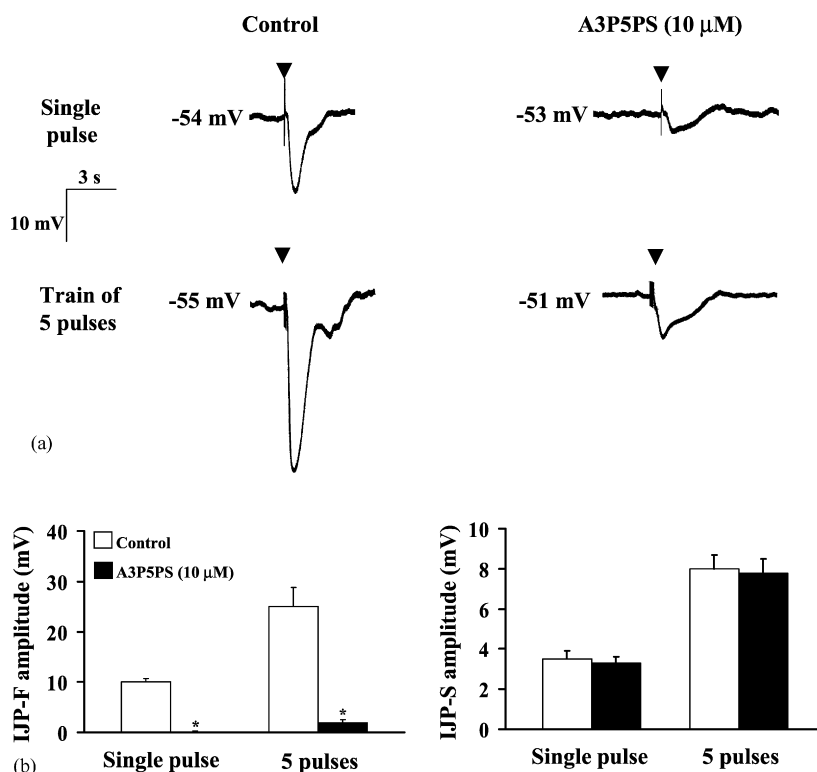 Control
A3P5PS (10 μM)
Single
pulse
-54 mV
-53 mV
3 s
10 mV
Train of
5 pulses
-55 mV
-51 mV
(a)
IJP-F amplitude (mV)
40
30
20
10
0
Control
A3P5PS (10 μM)
*
*
Single pulse
5 pulses
IJP-S amplitude (mV)
10
8
6
4
2
0
Single pulse
5 pulses
(b)